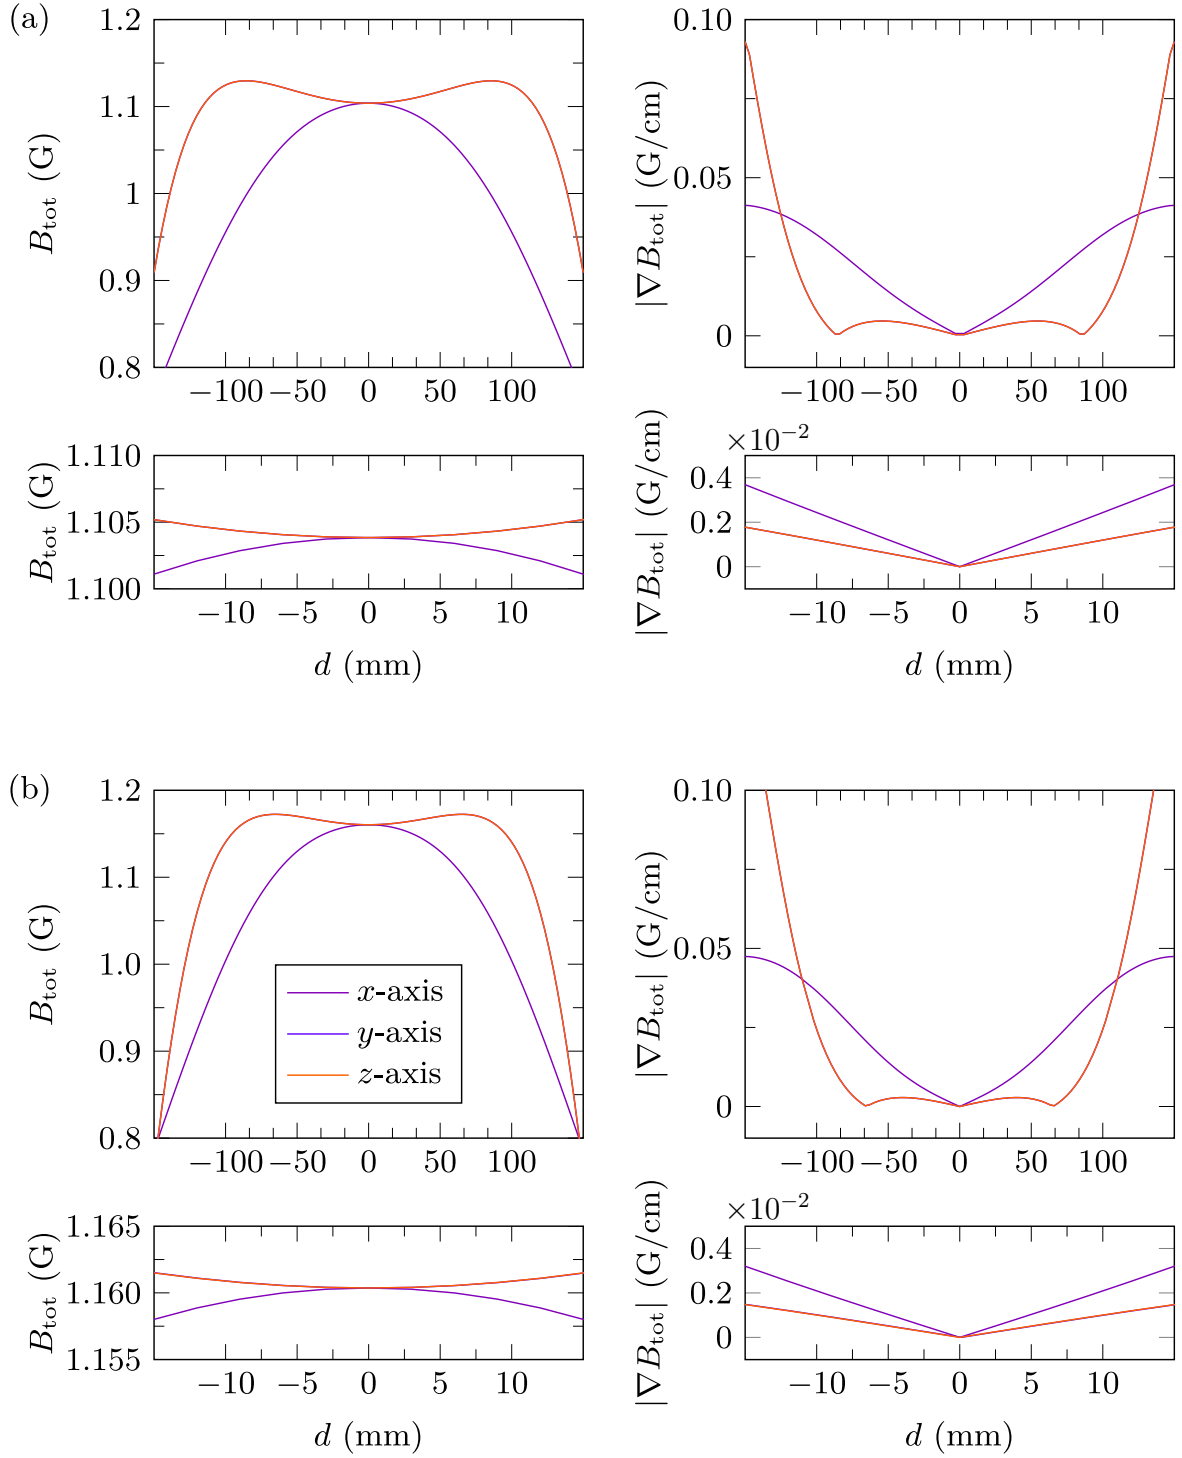 (a)
1.2
1.1
1
0.9
0.8
B_tot (G)
−100 −50 0 50 100
0.10
0.05
0
|∇B_tot| (G/cm)
−100 −50 0 50 100
1.110
1.105
1.100
B_tot (G)
−10 −5 0 5 10
d (mm)
×10⁻²
0.4
0.2
0
|∇B_tot| (G/cm)
−10 −5 0 5 10
d (mm)
(b)
1.2
1.1
1.0
0.9
0.8
B_tot (G)
x-axis
y-axis
z-axis
−100 −50 0 50 100
0.10
0.05
0
|∇B_tot| (G/cm)
−100 −50 0 50 100
1.165
1.160
1.155
B_tot (G)
−10 −5 0 5 10
d (mm)
×10⁻²
0.4
0.2
0
|∇B_tot| (G/cm)
−10 −5 0 5 10
d (mm)